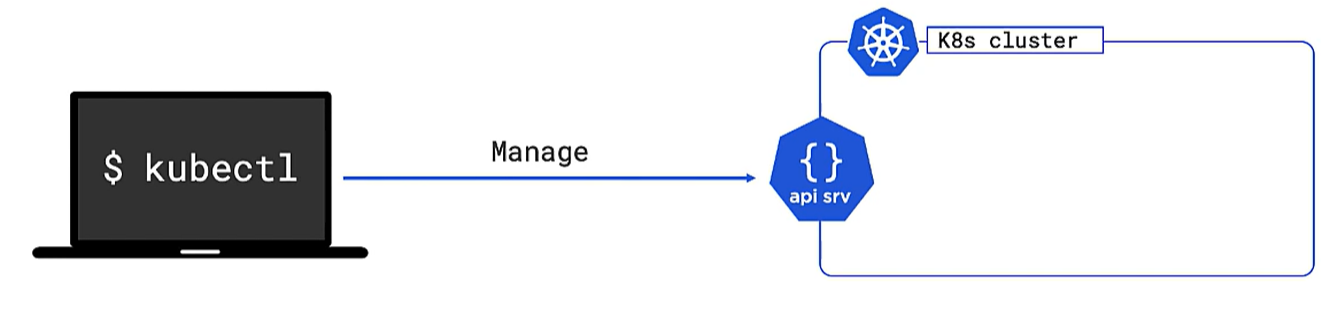 K8s cluster
$ kubectl
Manage
{}
api srv